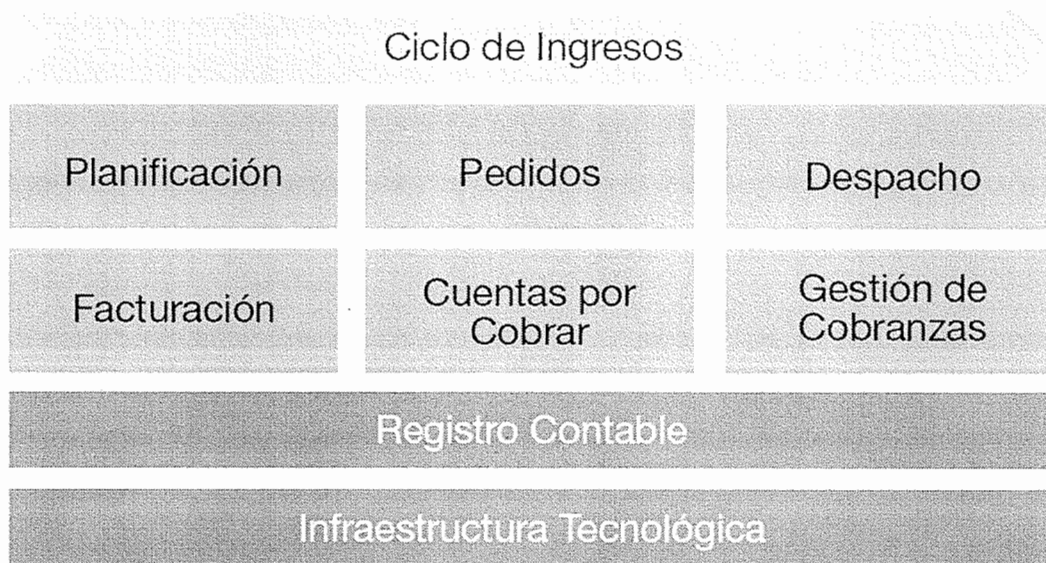 Ciclo de Ingresos
Planificación
Pedidos
Despacho
Facturación
Cuentas por
Cobrar
Gestión de
Cobranzas
Registro Contable
Infraestructura Tecnológica